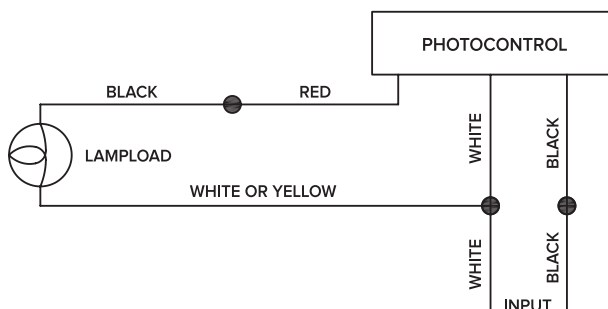 PHOTOCONTROL
BLACK
RED
WHITE
BLACK
LAMPLOAD
WHITE OR YELLOW
WHITE
BLACK
INPUT